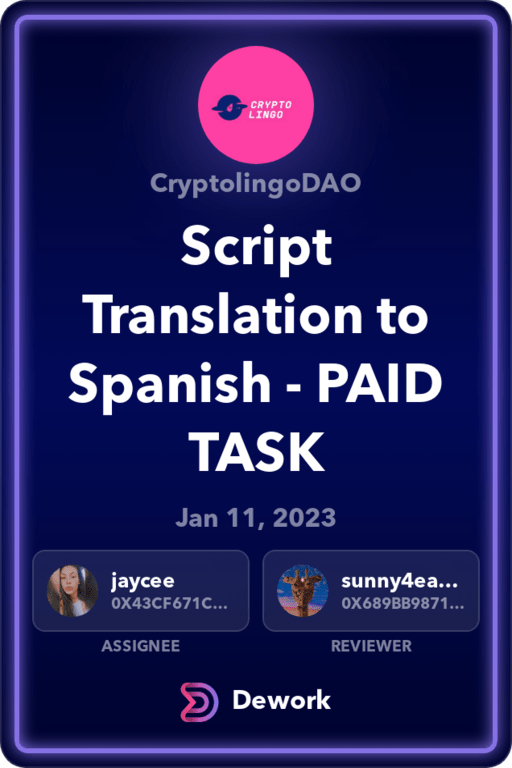 CRYPTO
LINGO
CryptolingoDAO
Script
Translation to
Spanish - PAID
TASK
Jan 11, 2023
jaycee
0X43CF671C...
ASSIGNEE
sunny4ea...
0X689BB9871...
REVIEWER
Dework